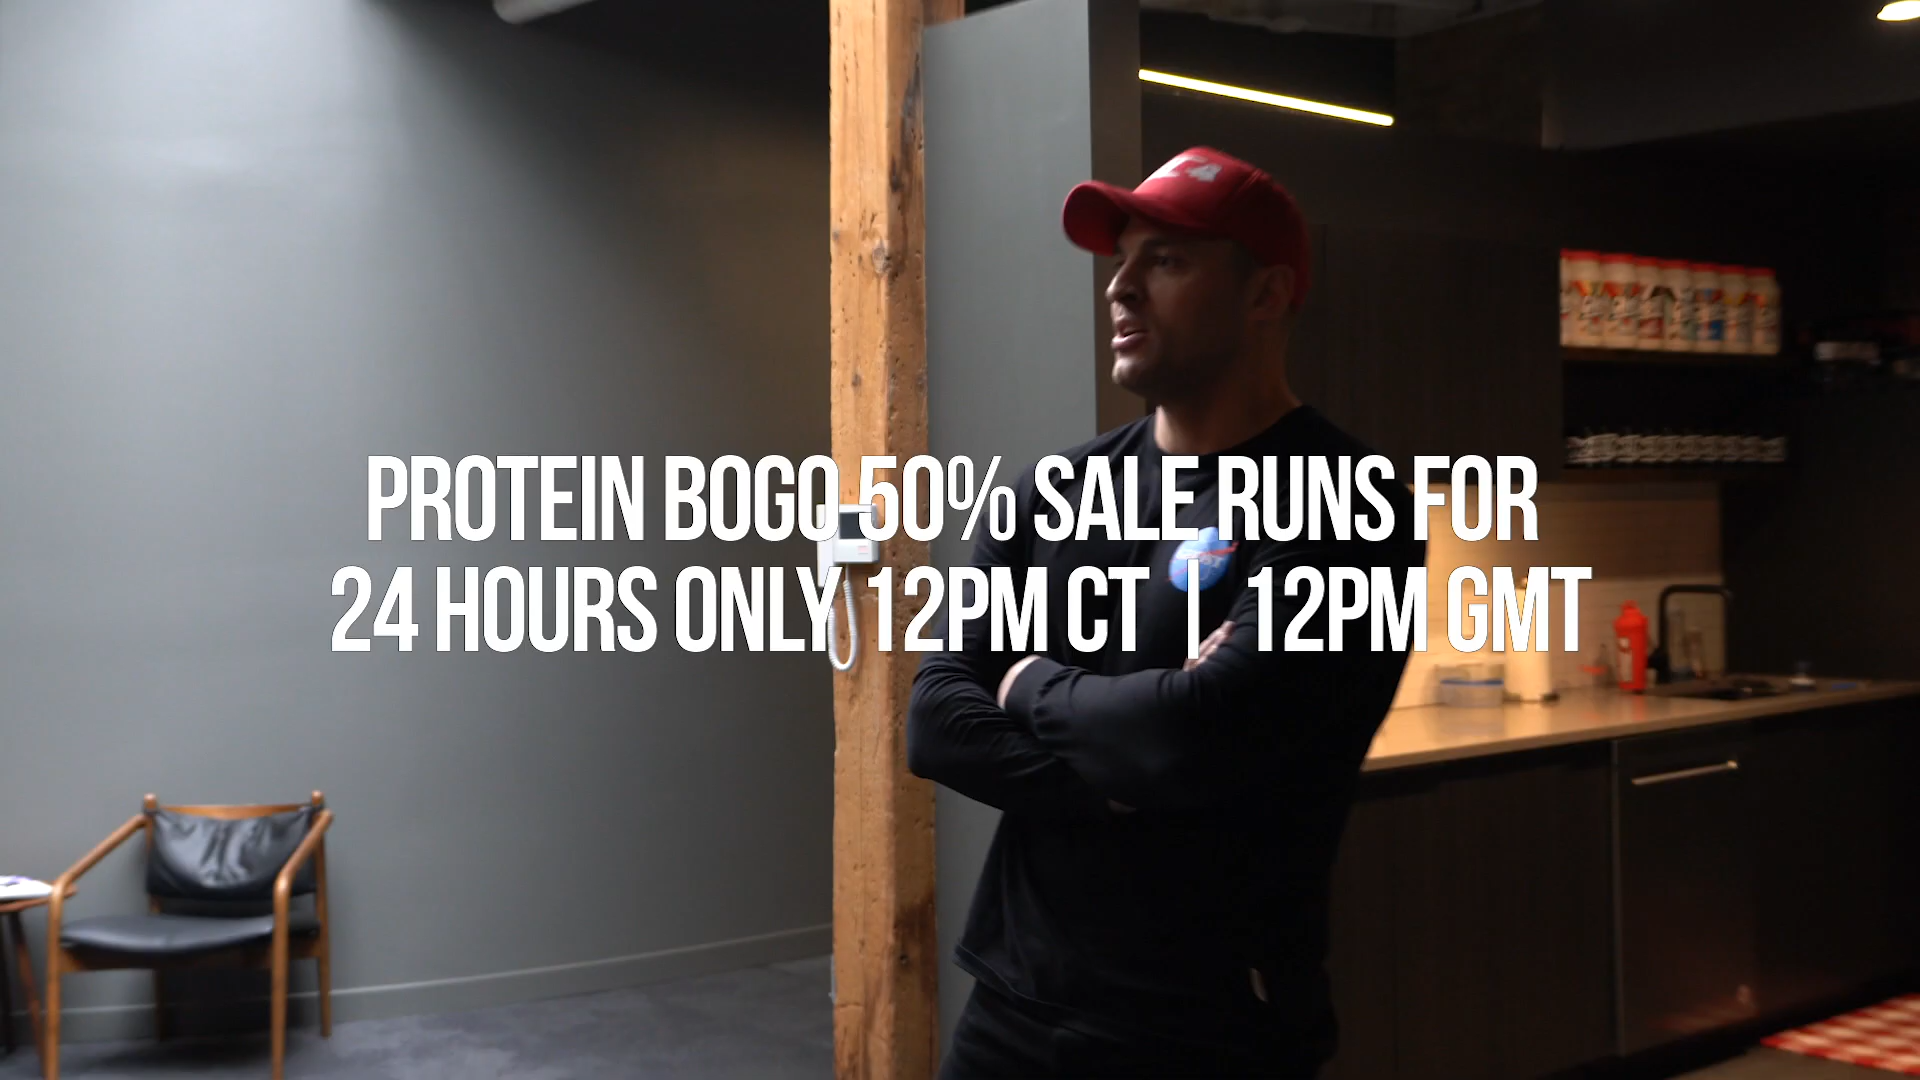 PROTEIN BOGO 50% SALE RUNS FOR
24 HOURS ONLY 12PM CT | 12PM GMT